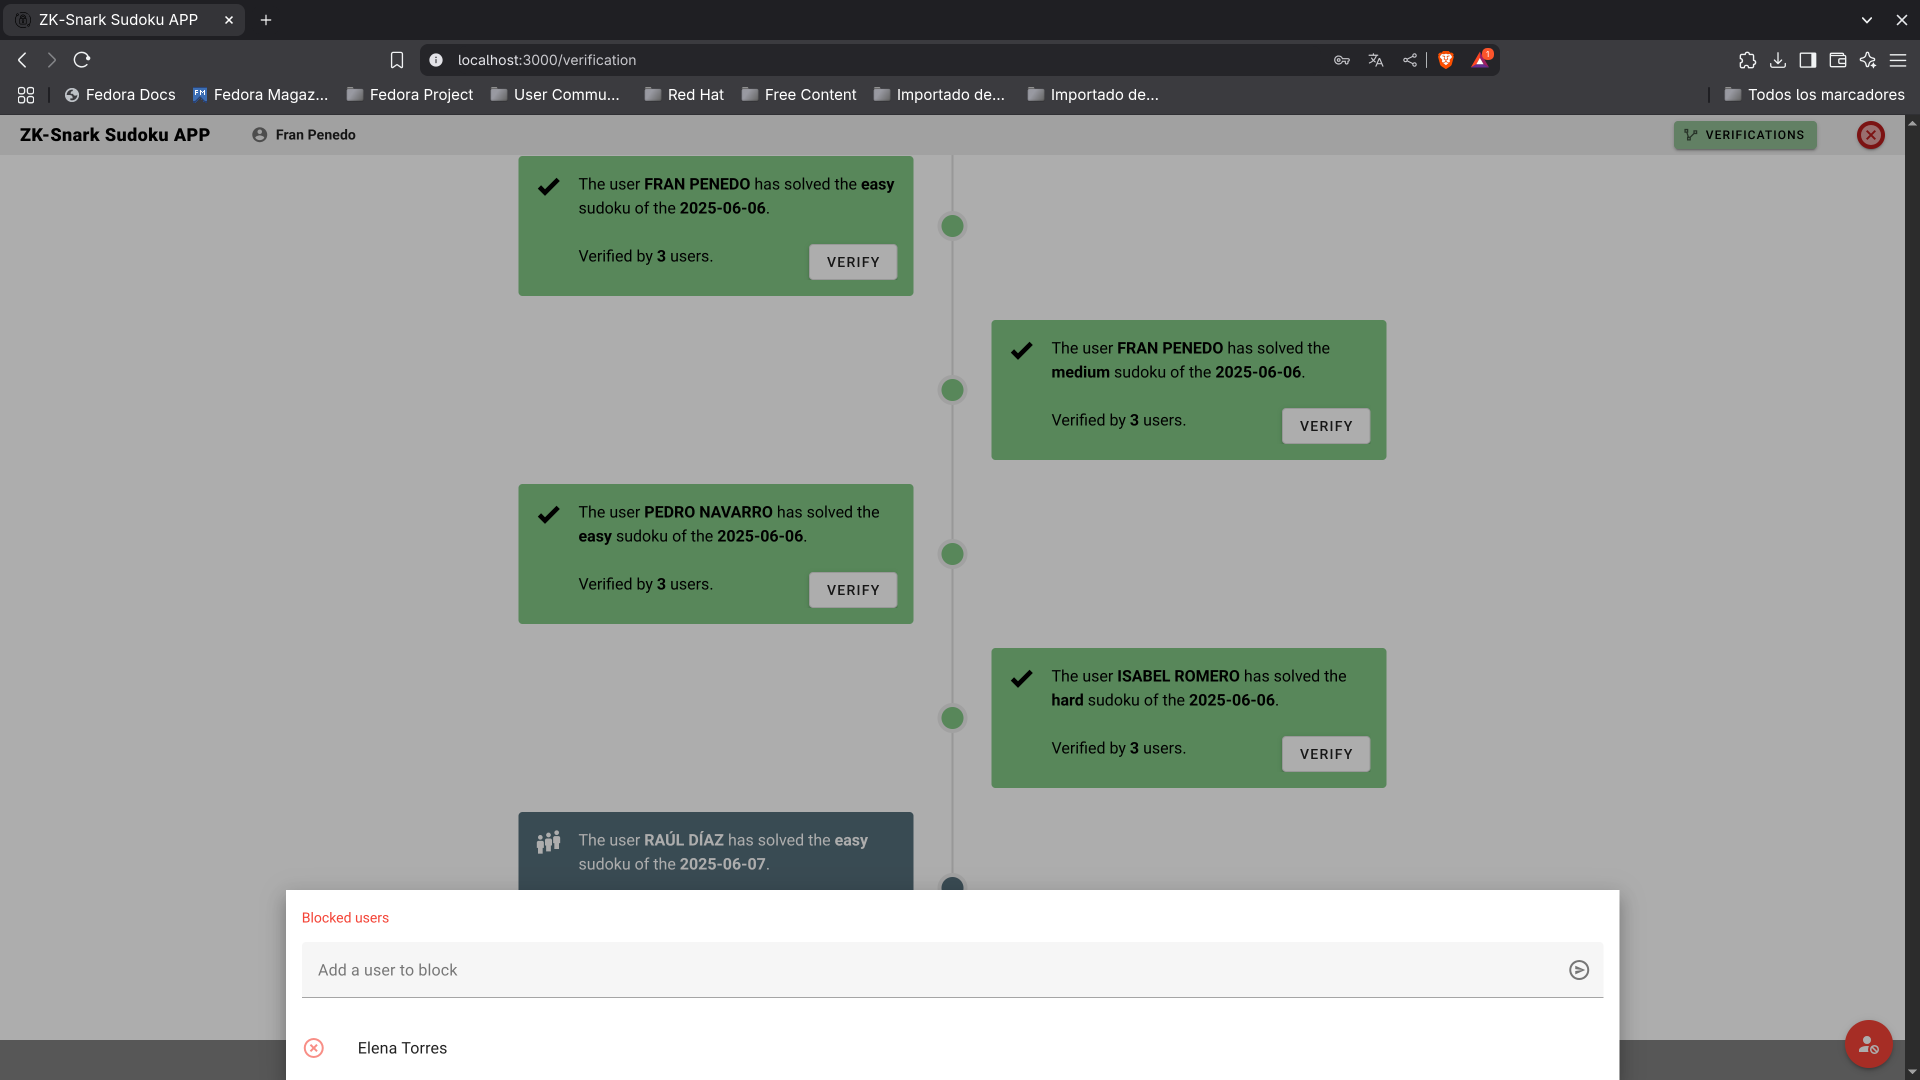 ZK-Snark Sudoku APP
localhost:3000/verification
1
Fedora Docs
FM
Fedora Magaz...
Fedora Project
User Commu...
Red Hat
Free Content
Importado de...
Importado de...
Todos los marcadores
ZK-Snark Sudoku APP
Fran Penedo
VERIFICATIONS
The user FRAN PENEDO has solved the easy
sudoku of the 2025-06-06.
Verified by 3 users.
VERIFY
The user FRAN PENEDO has solved the
medium sudoku of the 2025-06-06.
Verified by 3 users.
VERIFY
The user PEDRO NAVARRO has solved the
easy sudoku of the 2025-06-06.
Verified by 3 users.
VERIFY
The user ISABEL ROMERO has solved the
hard sudoku of the 2025-06-06.
Verified by 3 users.
VERIFY
The user RAÚL DÍAZ has solved the easy
sudoku of the 2025-06-07.
Blocked users
Add a user to block
Elena Torres